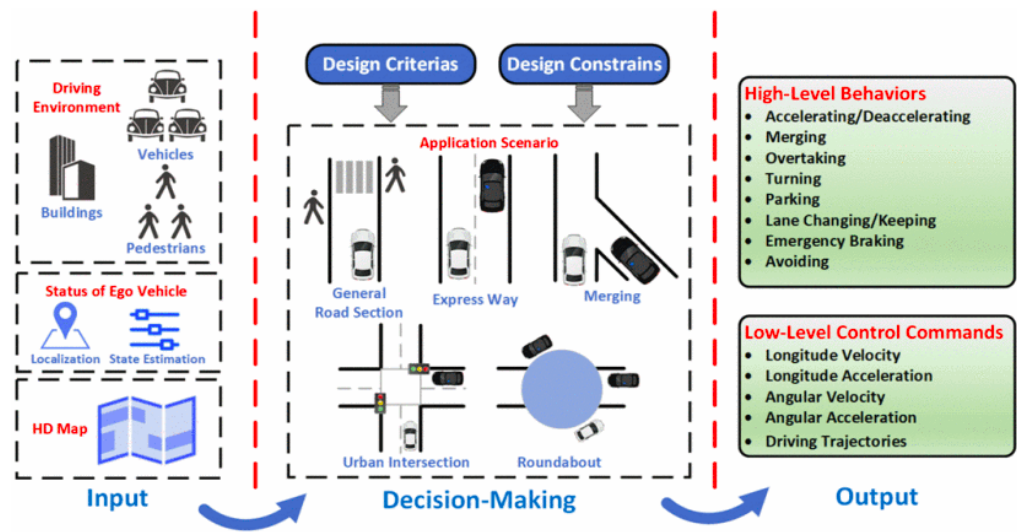 Driving
Environment
Vehicles
Buildings
Pedestrians
Status of Ego Vehicle
Localization
State Estimation
HD Map
Input
Design Criterias
Design Constrains
Application Scenario
General
Road Section
Express Way
Merging
Urban Intersection
Roundabout
Decision-Making
High-Level Behaviors
• Accelerating/Deaccelerating
• Merging
• Overtaking
• Turning
• Parking
• Lane Changing/Keeping
• Emergency Braking
• Avoiding
Low-Level Control Commands
• Longitude Velocity
• Longitude Acceleration
• Angular Velocity
• Angular Acceleration
• Driving Trajectories
Output